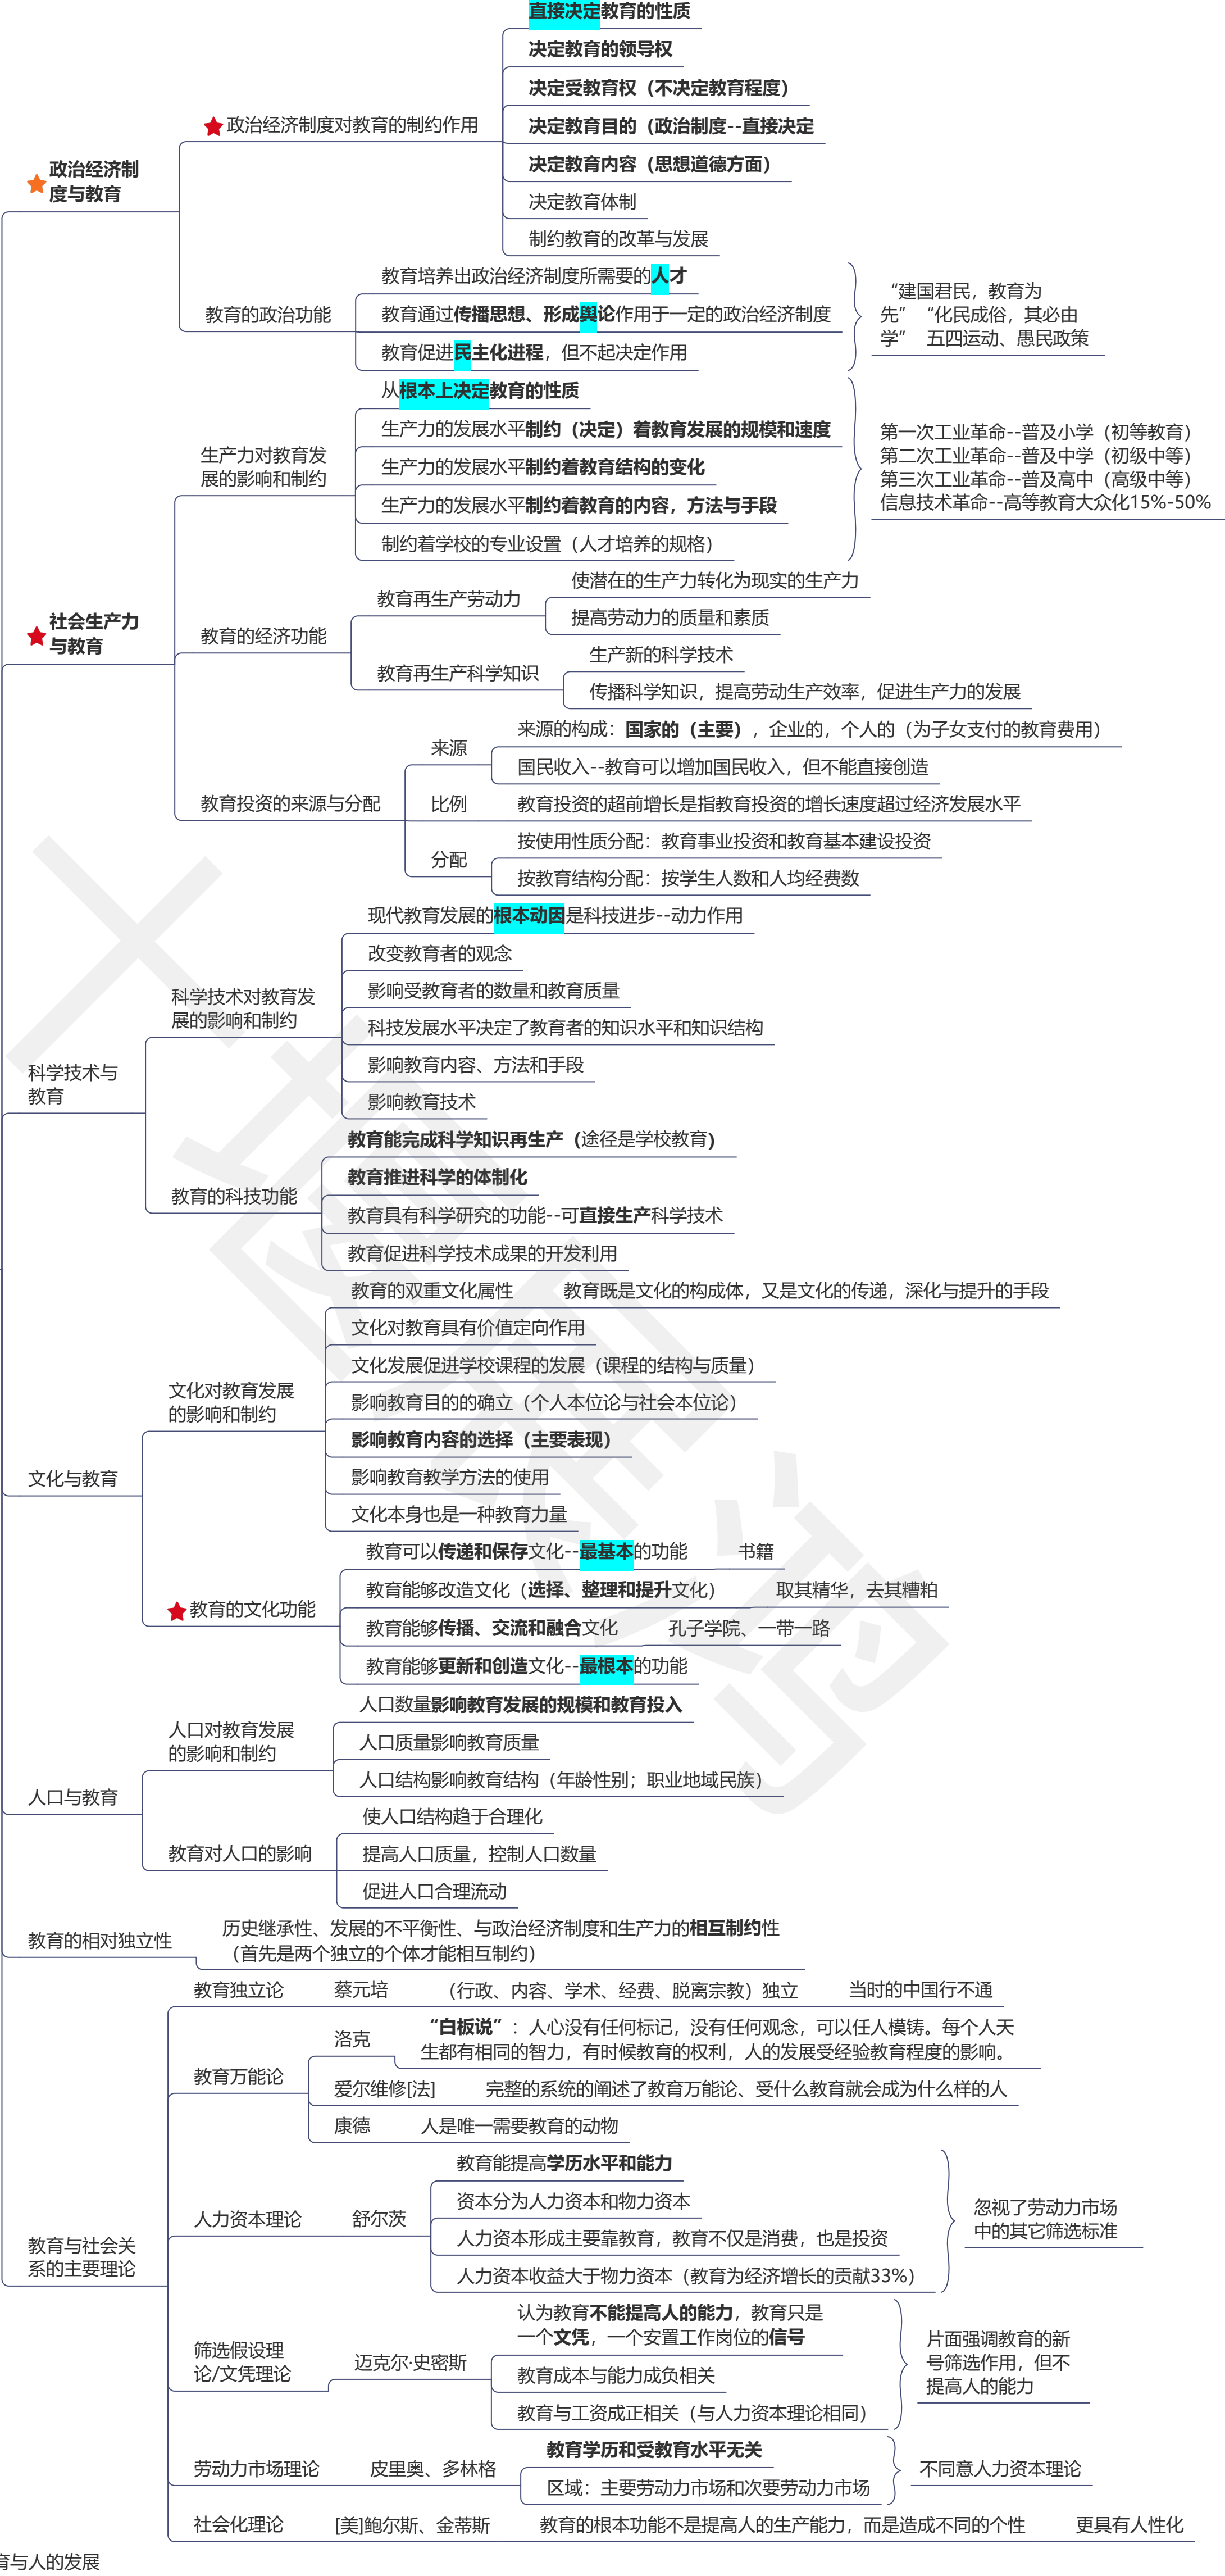 直接决定教育的性质
决定教育的领导权
决定受教育权（不决定教育程度）
政治经济制度对教育的制约作用
决定教育目的（政治制度--直接决定
决定教育内容（思想道德方面）
政治经济制
度与教育
决定教育体制
制约教育的改革与发展
教育的政治功能
教育培养出政治经济制度所需要的人才
教育通过传播思想、形成舆论作用于一定的政治经济制度
教育促进民主化进程，但不起决定作用
“建国君民，教育为
先” “化民成俗，其必由
学” 五四运动、愚民政策
社会生产力
与教育
生产力对教育发
展的影响和制约
从根本上决定教育的性质
生产力的发展水平制约（决定）着教育发展的规模和速度
生产力的发展水平制约着教育结构的变化
生产力的发展水平制约着教育的内容，方法与手段
制约着学校的专业设置（人才培养的规格）
第一次工业革命--普及小学（初等教育）
第二次工业革命--普及中学（初级中等）
第三次工业革命--普及高中（高级中等）
信息技术革命--高等教育大众化15%-50%
教育的经济功能
教育再生产劳动力
使潜在的生产力转化为现实的生产力
提高劳动力的质量和素质
教育再生产科学知识
生产新的科学技术
传播科学知识，提高劳动生产效率，促进生产力的发展
教育投资的来源与分配
来源
来源的构成：国家的（主要），企业的，个人的（为子女支付的教育费用）
国民收入--教育可以增加国民收入，但不能直接创造
比例
教育投资的超前增长是指教育投资的增长速度超过经济发展水平
分配
按使用性质分配：教育事业投资和教育基本建设投资
按教育结构分配：按学生人数和人均经费数
科学技术与
教育
科学技术对教育发
展的影响和制约
现代教育发展的根本动因是科技进步--动力作用
改变教育者的观念
影响受教育者的数量和教育质量
科技发展水平决定了教育者的知识水平和知识结构
影响教育内容、方法和手段
影响教育技术
教育的科技功能
教育能完成科学知识再生产（途径是学校教育）
教育推进科学的体制化
教育具有科学研究的功能--可直接生产科学技术
教育促进科学技术成果的开发利用
文化与教育
文化对教育发展
的影响和制约
教育的双重文化属性
教育既是文化的构成体，又是文化的传递，深化与提升的手段
文化对教育具有价值定向作用
文化发展促进学校课程的发展（课程的结构与质量）
影响教育目的的确立（个人本位论与社会本位论）
影响教育内容的选择（主要表现）
影响教育教学方法的使用
文化本身也是一种教育力量
教育的文化功能
教育可以传递和保存文化--最基本的功能
书籍
教育能够改造文化（选择、整理和提升文化）
取其精华，去其糟粕
教育能够传播、交流和融合文化
孔子学院、一带一路
教育能够更新和创造文化--最根本的功能
人口与教育
人口对教育发展
的影响和制约
人口数量影响教育发展的规模和教育投入
人口质量影响教育质量
人口结构影响教育结构（年龄性别；职业地域民族）
教育对人口的影响
使人口结构趋于合理化
提高人口质量，控制人口数量
促进人口合理流动
教育的相对独立性
历史继承性、发展的不平衡性、与政治经济制度和生产力的相互制约性
（首先是两个独立的个体才能相互制约）
教育与社会关
系的主要理论
教育独立论
蔡元培
（行政、内容、学术、经费、脱离宗教）独立
当时的中国行不通
教育万能论
洛克
“白板说”：人心没有任何标记，没有任何观念，可以任人模铸。每个人天
生都有相同的智力，有时候教育的权利，人的发展受经验教育程度的影响。
爱尔维修[法]
完整的系统的阐述了教育万能论、受什么教育就会成为什么样的人
康德
人是唯一需要教育的动物
人力资本理论
舒尔茨
教育能提高学历水平和能力
资本分为人力资本和物力资本
人力资本形成主要靠教育，教育不仅是消费，也是投资
人力资本收益大于物力资本（教育为经济增长的贡献33%）
忽视了劳动力市场
中的其它筛选标准
筛选假设理
论/文凭理论
迈克尔·史密斯
认为教育不能提高人的能力，教育只是
一个文凭，一个安置工作岗位的信号
教育成本与能力成负相关
教育与工资成正相关（与人力资本理论相同）
片面强调教育的新
号筛选作用，但不
提高人的能力
劳动力市场理论
皮里奥、多林格
教育学历和受教育水平无关
区域：主要劳动力市场和次要劳动力市场
不同意人力资本理论
社会化理论
[美]鲍尔斯、金蒂斯
教育的根本功能不是提高人的生产能力，而是造成不同的个性
更具有人性化
育与人的发展